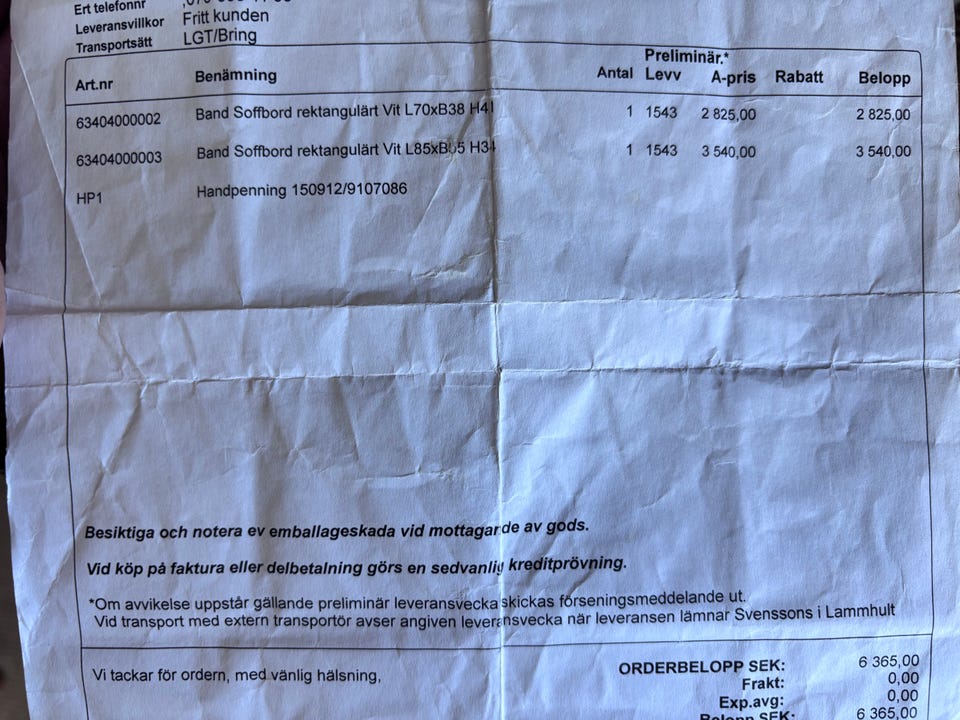 Ert telefonnr
Leveransvillkor Fritt kunden
Transportsätt LGT/Bring
Preliminär.*
Art.nr Benämning Antal Levv A-pris Rabatt Belopp
63404000002 Band Soffbord rektangulärt Vit L70xB38 H41 1 1543 2 825,00 2 825,00
63404000003 Band Soffbord rektangulärt Vit L85xB55 H34 1 1543 3 540,00 3 540,00
HP1 Handpenning 150912/9107086
Besiktiga och notera ev emballageskada vid mottagande av gods.
Vid köp på faktura eller delbetalning görs en sedvanlig kreditprövning.
*Om avvikelse uppstår gällande preliminär leveransvecka skickas förseningsmeddelande ut.
Vid transport med extern transportör avser angiven leveransvecka när leveransen lämnar Svenssons i Lammhult
Vi tackar för ordern, med vänlig hälsning,
ORDERBELOPP SEK: 6 365,00
Frakt: 0,00
Exp.avg: 0,00
Belopp SEK: 6 365,00